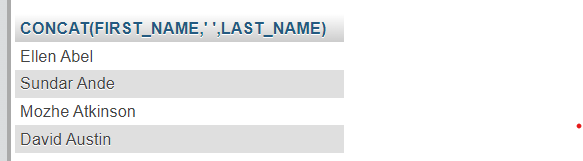 CONCAT(FIRST_NAME,' ',LAST_NAME)
Ellen Abel
Sundar Ande
Mozhe Atkinson
David Austin